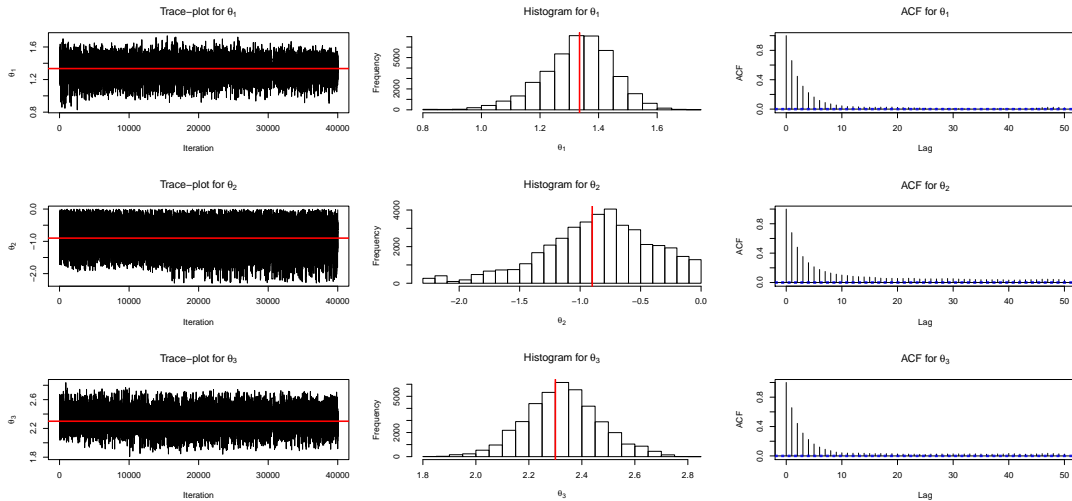 Trace−plot for θ1
Histogram for θ1
ACF for θ1
θ1
0.8 1.2 1.6
0 10000 20000 30000 40000
Iteration
Frequency
0 4000 8000
0.8 1.0 1.2 1.4 1.6
θ1
ACF
0.0 0.4 0.8
0 10 20 30 40 50
Lag
Trace−plot for θ2
Histogram for θ2
ACF for θ2
θ2
−2.0 −1.0 0.0
0 10000 20000 30000 40000
Iteration
Frequency
0 2000 4000
−2.0 −1.5 −1.0 −0.5 0.0
θ2
ACF
0.0 0.4 0.8
0 10 20 30 40 50
Lag
Trace−plot for θ3
Histogram for θ3
ACF for θ3
θ3
1.8 2.2 2.6
0 10000 20000 30000 40000
Iteration
Frequency
0 2000 5000
1.8 2.0 2.2 2.4 2.6 2.8
θ3
ACF
0.0 0.4 0.8
0 10 20 30 40 50
Lag